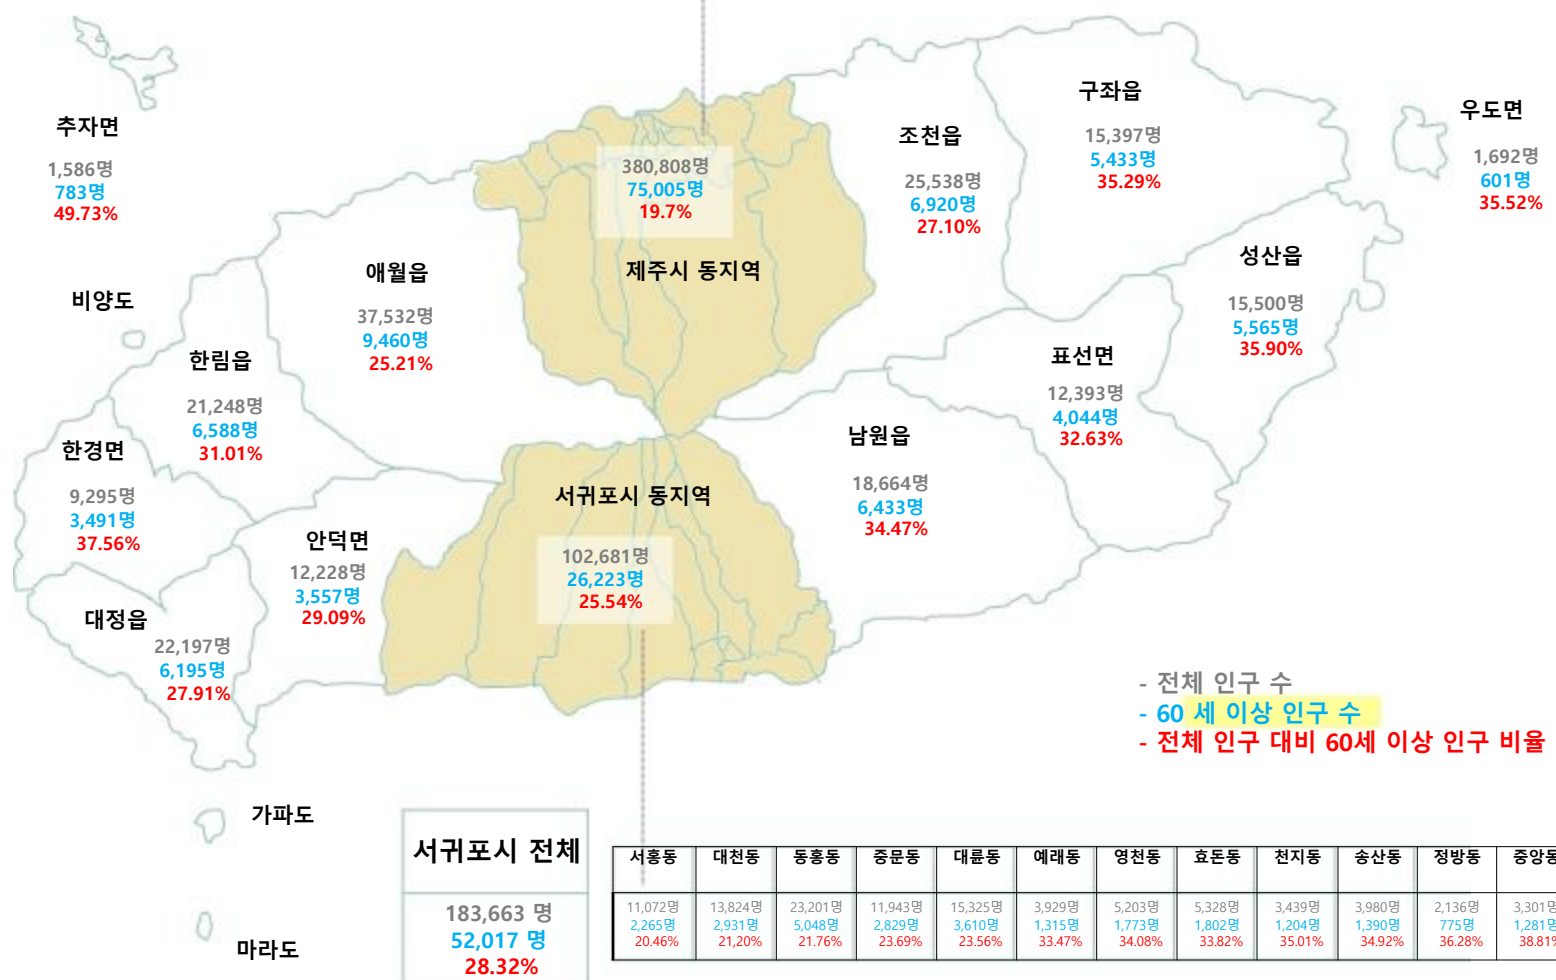 추자면
1,586명
783명
49.73%
비양도
한림읍
21,248명
6,588명
31.01%
한경면
9,295명
3,491명
37.56%
대정읍
22,197명
6,195명
27.91%
안덕면
12,228명
3,557명
29.09%
애월읍
37,532명
9,460명
25.21%
380,808명
75,005명
19.7%
제주시 동지역
조천읍
25,538명
6,920명
27.10%
구좌읍
15,397명
5,433명
35.29%
우도면
1,692명
601명
35.52%
성산읍
15,500명
5,565명
35.90%
표선면
12,393명
4,044명
32.63%
남원읍
18,664명
6,433명
34.47%
서귀포시 동지역
102,681명
26,223명
25.54%
- 전체 인구 수
- 60 세 이상 인구 수
- 전체 인구 대비 60세 이상 인구 비율
가파도
마라도
서귀포시 전체
183,663 명
52,017 명
28.32%
서홍동 대천동 동홍동 중문동 대륜동 예래동 영천동 효돈동 천지동 송산동 정방동 중앙동
11,072명 13,824명 23,201명 11,943명 15,325명 3,929명 5,203명 5,328명 3,439명 3,980명 2,136명 3,301명
2,265명 2,931명 5,048명 2,829명 3,610명 1,315명 1,773명 1,802명 1,204명 1,390명 775명 1,281명
20.46% 21,20% 21.76% 23.69% 23.56% 33.47% 34.08% 33.82% 35.01% 34.92% 36.28% 38.81%